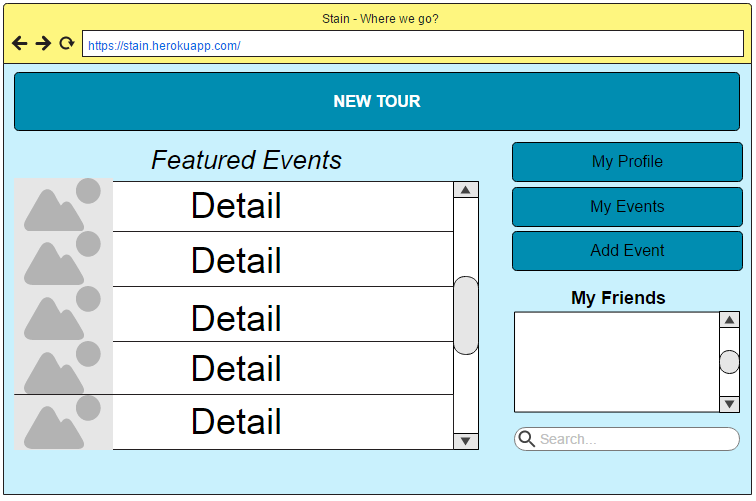 Stain - Where we go?
https://stain.herokuapp.com/
NEW TOUR
Featured Events
Detail
Detail
Detail
Detail
Detail
My Profile
My Events
Add Event
My Friends
Search...